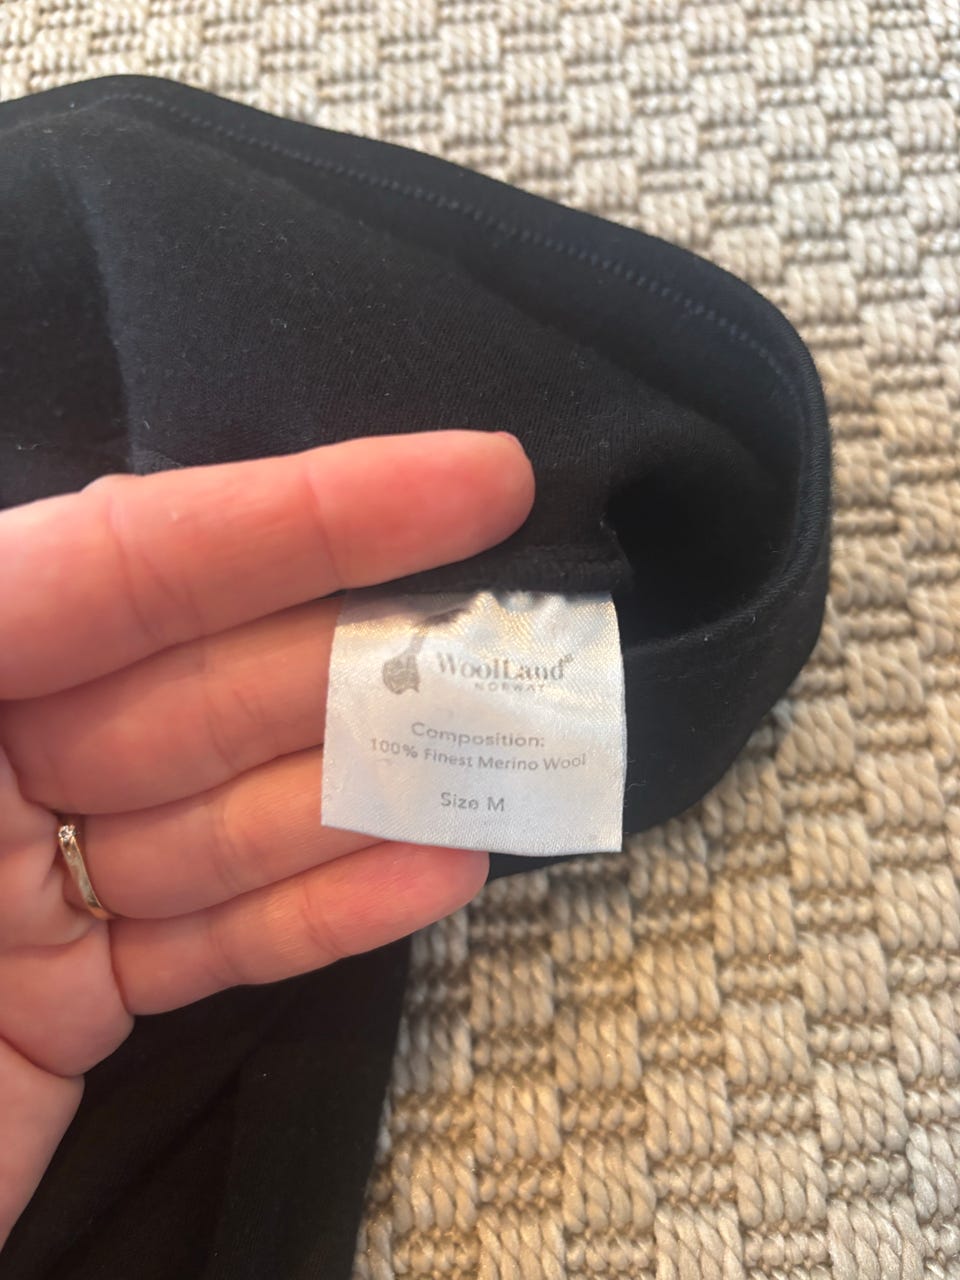 WoolLand®
NORWAY
Composition:
100% Finest Merino Wool
Size M